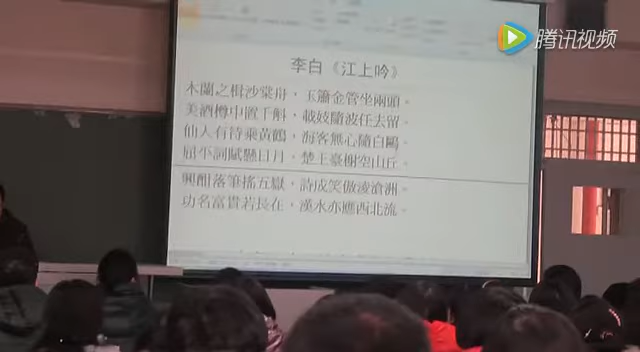 腾讯视频
李白《江上吟》
木蘭之枻沙棠舟，玉簫金管坐兩頭。
美酒樽中置千斛，載妓隨波任去留。
仙人有待乘黃鶴，海客無心隨白鷗。
屈平詞賦懸日月，楚王臺榭空山丘。
興酣落筆搖五嶽，詩成笑傲凌滄洲。
功名富貴若長在，漢水亦應西北流。